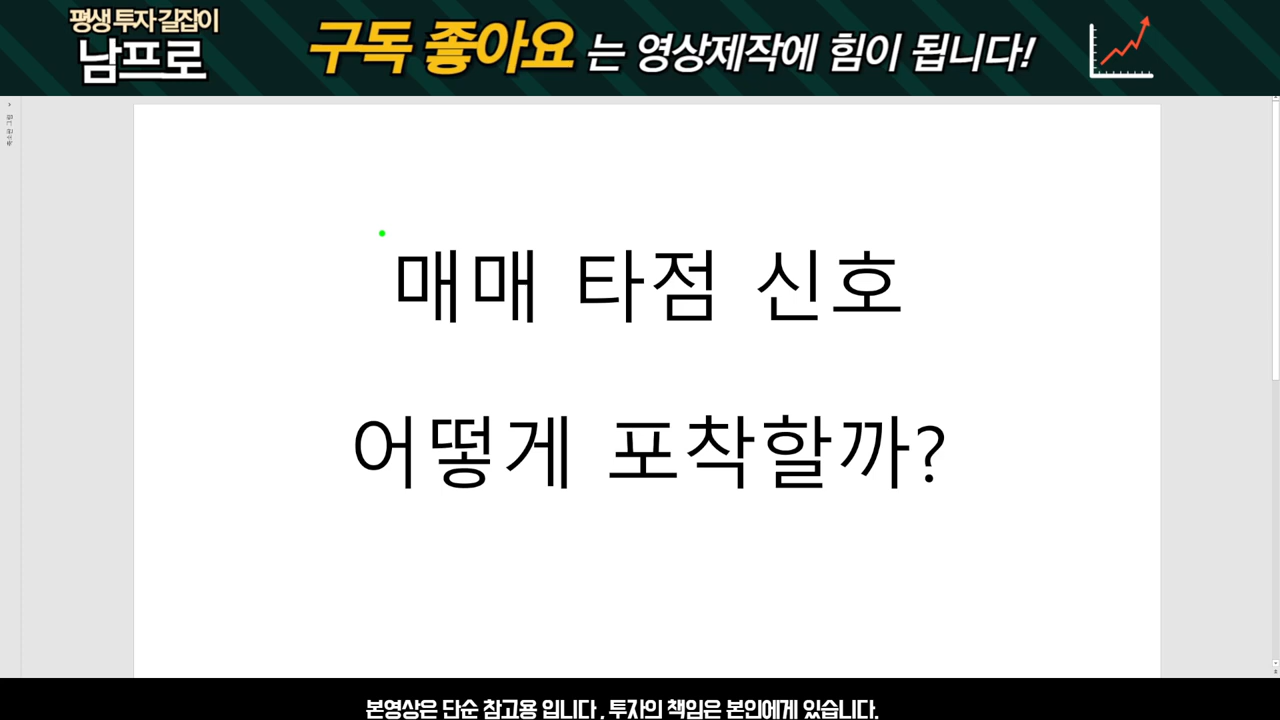 평생 투자 길잡이
남프로
구독 좋아요 는 영상제작에 힘이 됩니다!
매매 타점 신호
어떻게 포착할까?
본영상은 단순 참고용 입니다 , 투자의 책임은 본인에게 있습니다.